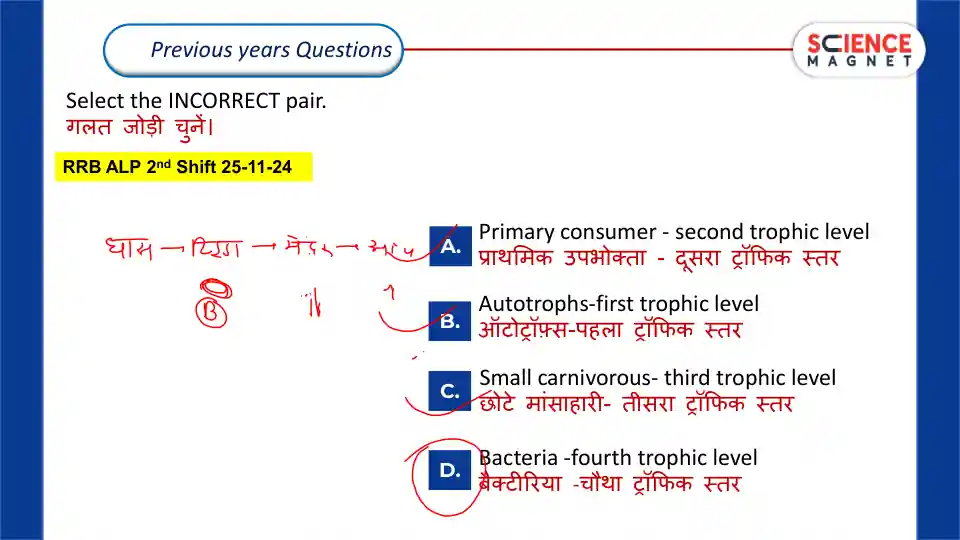 Previous years Questions
SCIENCE
MAGNET
Select the INCORRECT pair.
गलत जोड़ी चुनें।
RRB ALP 2nd Shift 25-11-24
घास → टिड्डा → मेंढक →
B
A.
Primary consumer - second trophic level
प्राथमिक उपभोक्ता - दूसरा ट्रॉफिक स्तर
B.
Autotrophs-first trophic level
ऑटोट्रॉफ़्स-पहला ट्रॉफिक स्तर
C.
Small carnivorous- third trophic level
छोटे मांसाहारी- तीसरा ट्रॉफिक स्तर
D.
Bacteria -fourth trophic level
बैक्टीरिया -चौथा ट्रॉफिक स्तर